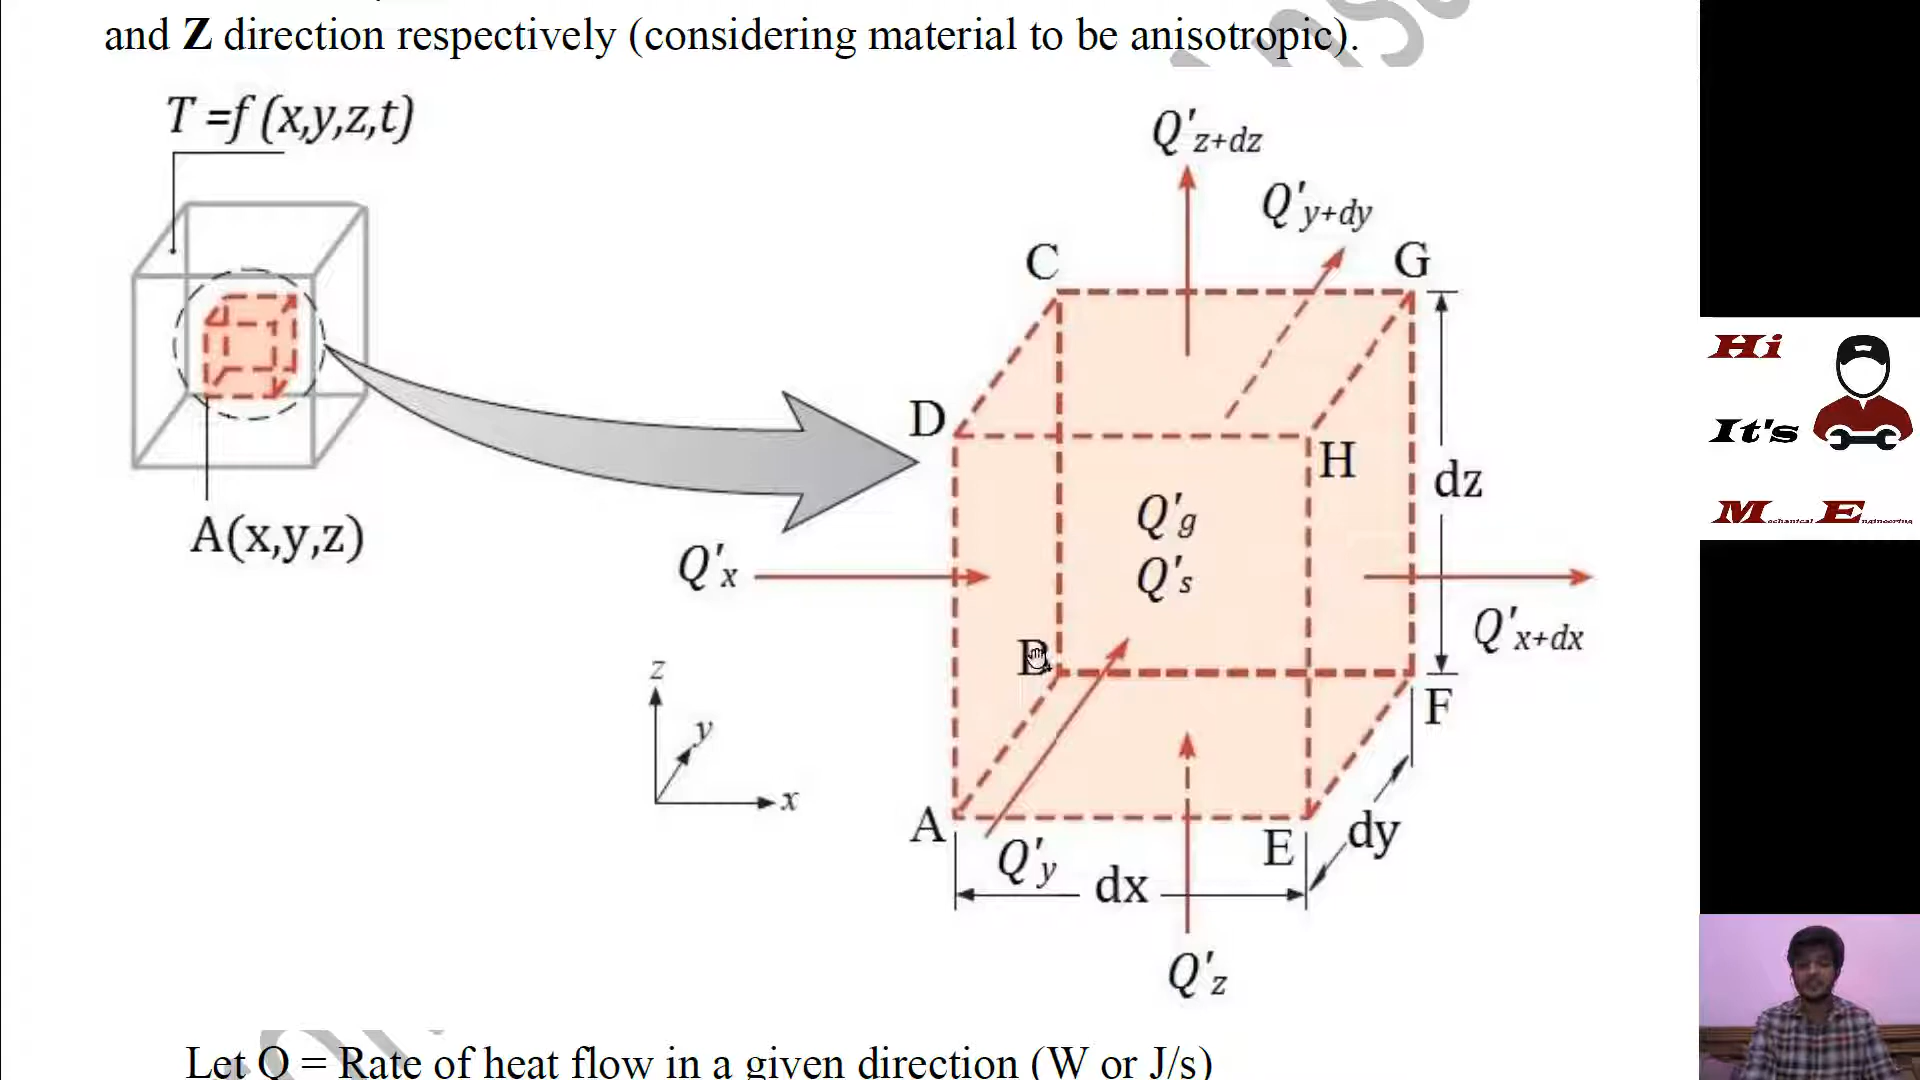 and Z direction respectively (considering material to be anisotropic).
T =f (x,y,z,t)
A(x,y,z)
Q'z+dz
Q'y+dy
C
G
D
H
dz
Q'g
Q's
Q'x
Q'x+dx
B
F
z
y
x
A
E
dy
Q'y
dx
Q'z
Let Q = Rate of heat flow in a given direction (W or J/s)
Hi
It's
Mechanical Engineering